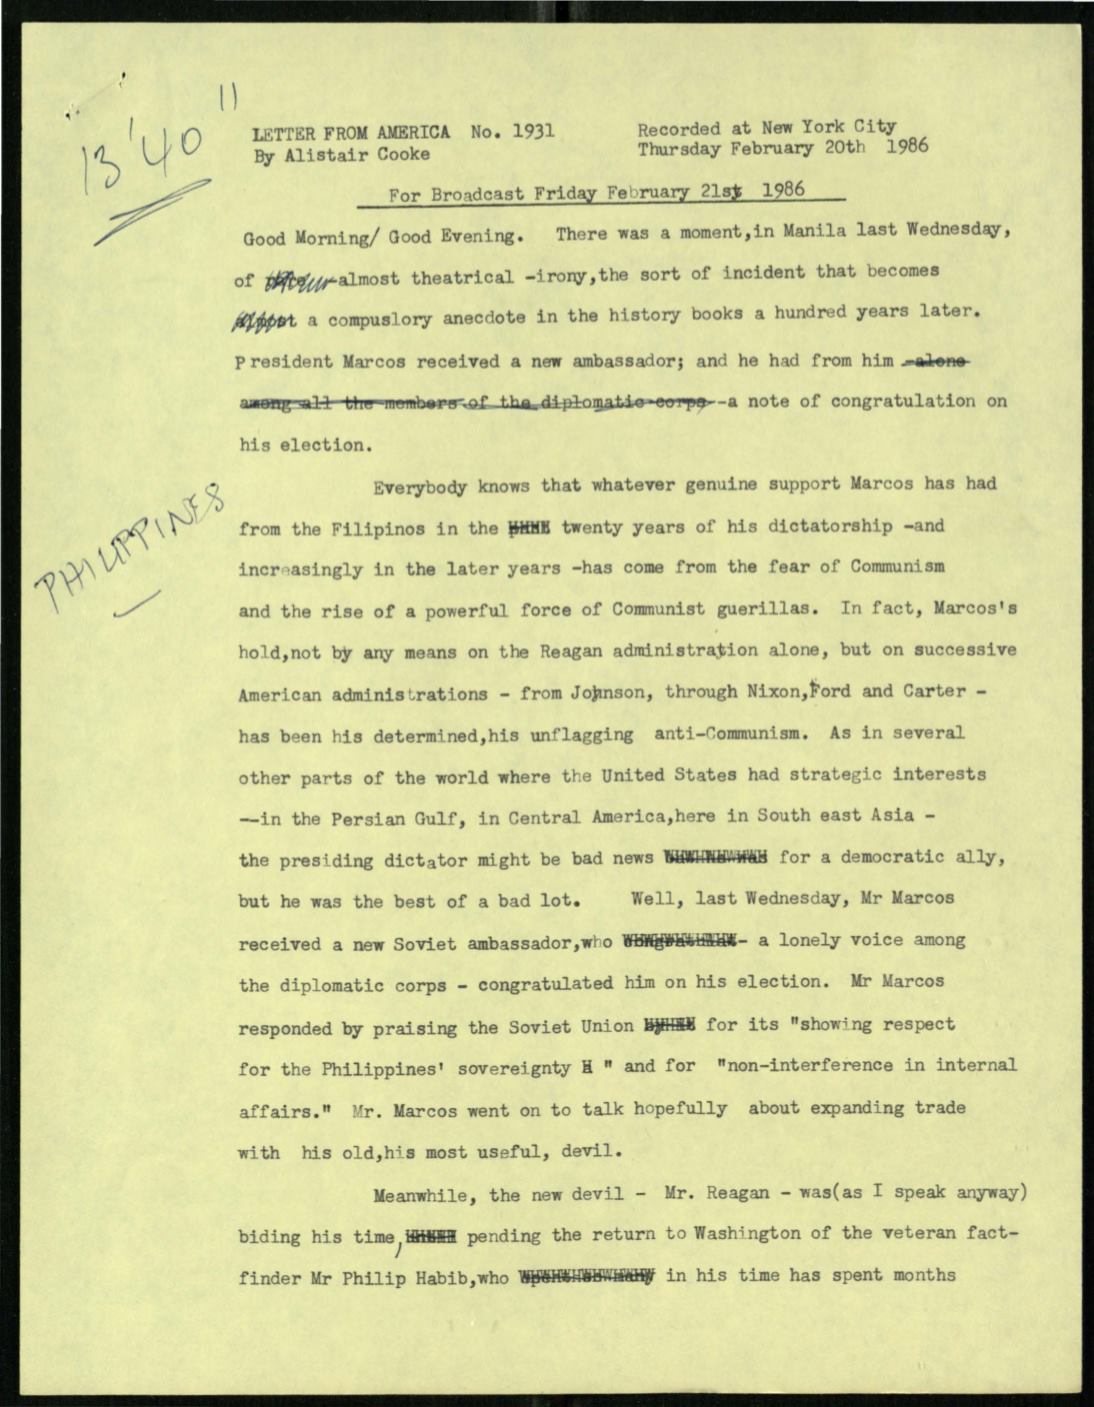 13'40"
LETTER FROM AMERICA No. 1931 Recorded at New York City
By Alistair Cooke Thursday February 20th 1986
For Broadcast Friday February 21st 1986
Good Morning/ Good Evening. There was a moment,in Manila last Wednesday,
of -almost theatrical -irony,the sort of incident that becomes
a compuslory anecdote in the history books a hundred years later.
President Marcos received a new ambassador; and he had from him -alone
among all the members of the diplomatic corps --a note of congratulation on
his election.
PHILIPPINES
Everybody knows that whatever genuine support Marcos has had
from the Filipinos in the twenty years of his dictatorship -and
increasingly in the later years -has come from the fear of Communism
and the rise of a powerful force of Communist guerillas. In fact, Marcos's
hold,not by any means on the Reagan administration alone, but on successive
American administrations - from Johnson, through Nixon,Ford and Carter -
has been his determined,his unflagging anti-Communism. As in several
other parts of the world where the United States had strategic interests
--in the Persian Gulf, in Central America,here in South east Asia -
the presiding dictator might be bad news for a democratic ally,
but he was the best of a bad lot. Well, last Wednesday, Mr Marcos
received a new Soviet ambassador,who - a lonely voice among
the diplomatic corps - congratulated him on his election. Mr Marcos
responded by praising the Soviet Union for its "showing respect
for the Philippines' sovereignty " and for "non-interference in internal
affairs." Mr. Marcos went on to talk hopefully about expanding trade
with his old,his most useful, devil.
Meanwhile, the new devil - Mr. Reagan - was(as I speak anyway)
biding his time, pending the return to Washington of the veteran fact-
finder Mr Philip Habib,who in his time has spent months